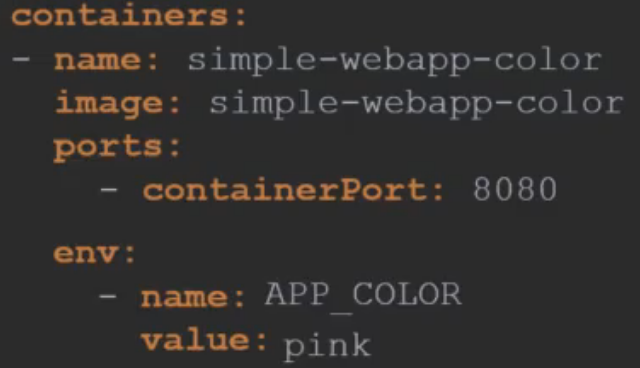 containers:
- name: simple-webapp-color
image: simple-webapp-color
ports:
- containerPort: 8080
env:
- name: APP_COLOR
value: pink